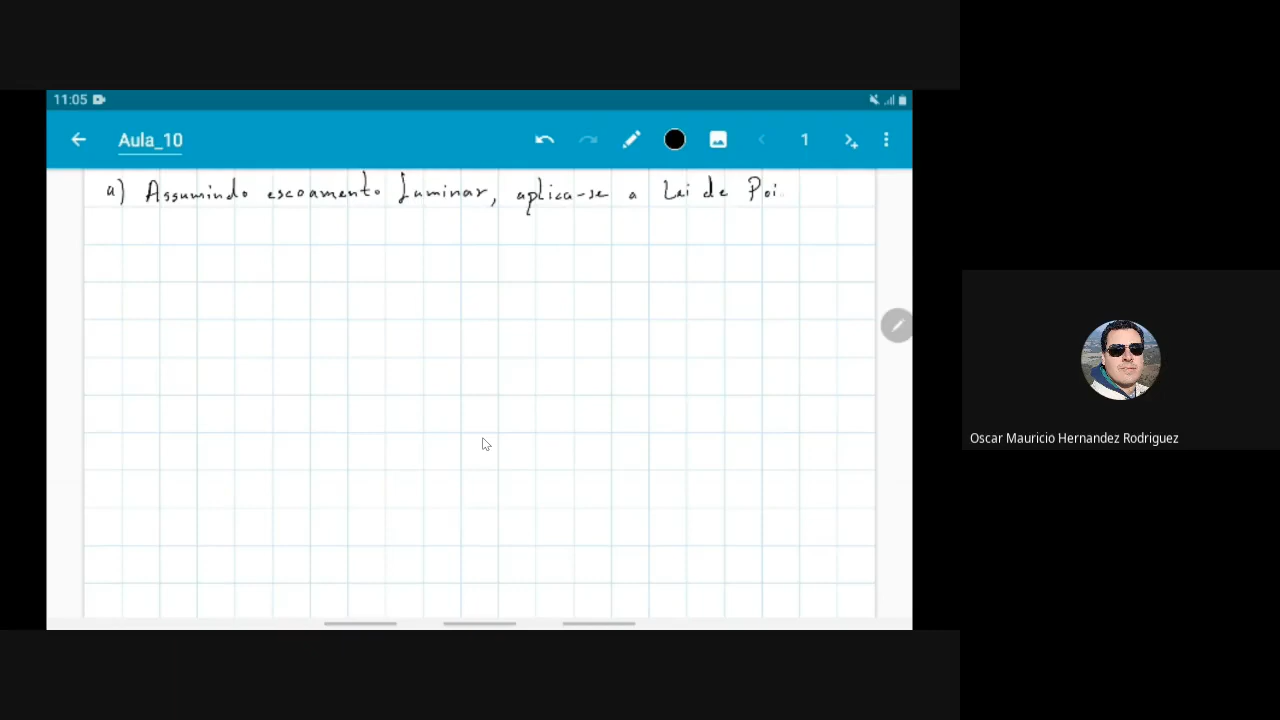 11:05
Aula_10
1
a) Assumindo escoamento Laminar, aplica-se a Lei de Poi
Oscar Mauricio Hernandez Rodriguez